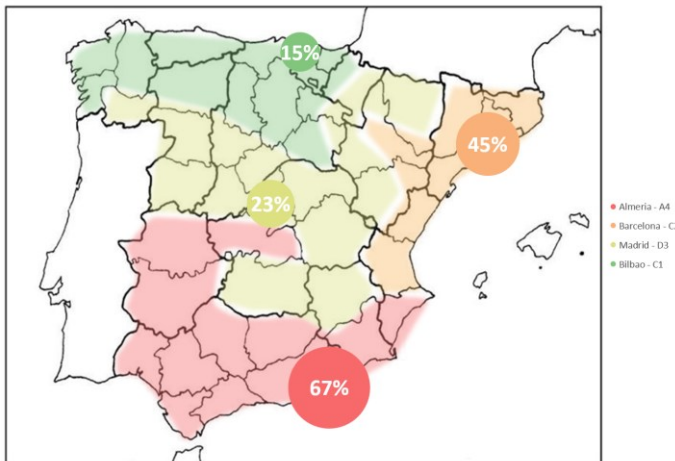 15%
45%
23%
67%
Almeria - A4
Barcelona - C
Madrid - D3
Bilbao - C1